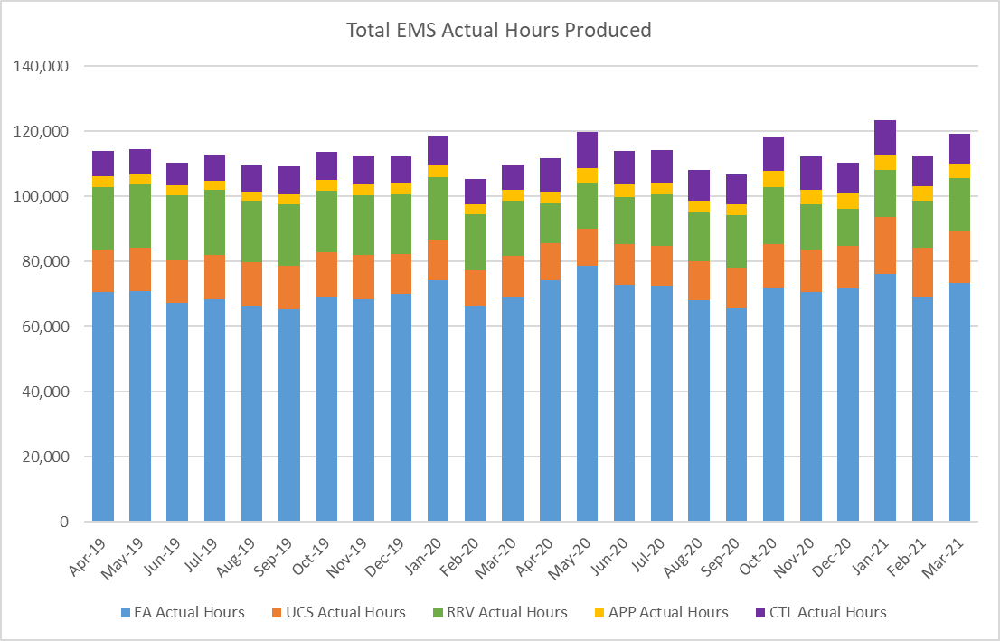 Total EMS Actual Hours Produced
140,000
120,000
100,000
80,000
60,000
40,000
20,000
0
Apr-19 May-19 Jun-19 Jul-19 Aug-19 Sep-19 Oct-19 Nov-19 Dec-19 Jan-20 Feb-20 Mar-20 Apr-20 May-20 Jun-20 Jul-20 Aug-20 Sep-20 Oct-20 Nov-20 Dec-20 Jan-21 Feb-21 Mar-21
EA Actual Hours UCS Actual Hours RRV Actual Hours APP Actual Hours CTL Actual Hours